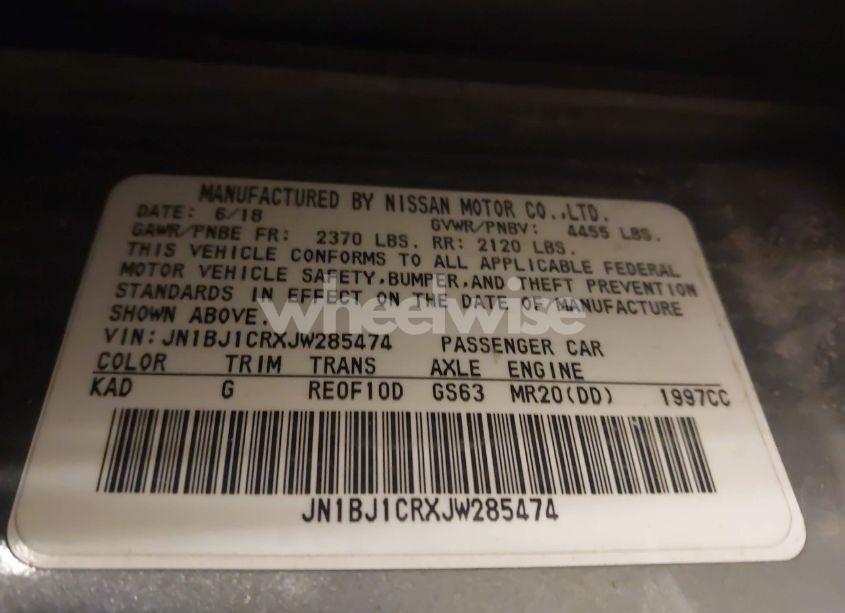 MANUFACTURED BY NISSAN MOTOR CO.,LTD.
DATE: 6/18 GVWR/PNBV: 4455 LBS.
GAWR/PNBE FR: 2370 LBS. RR: 2120 LBS.
THIS VEHICLE CONFORMS TO ALL APPLICABLE FEDERAL
MOTOR VEHICLE SAFETY,BUMPER,AND THEFT PREVENTION
STANDARDS IN EFFECT ON THE DATE OF MANUFACTURE
SHOWN ABOVE.
wheelwise
VIN: JN1BJ1CRXJW285474 PASSENGER CAR
COLOR TRIM TRANS AXLE ENGINE
KAD G RE0F10D GS63 MR20(DD) 1997CC
JN1BJ1CRXJW285474